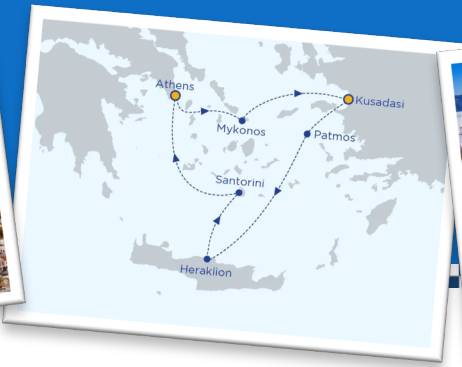 Athens
Kusadasi
Mykonos
Patmos
Santorini
Heraklion